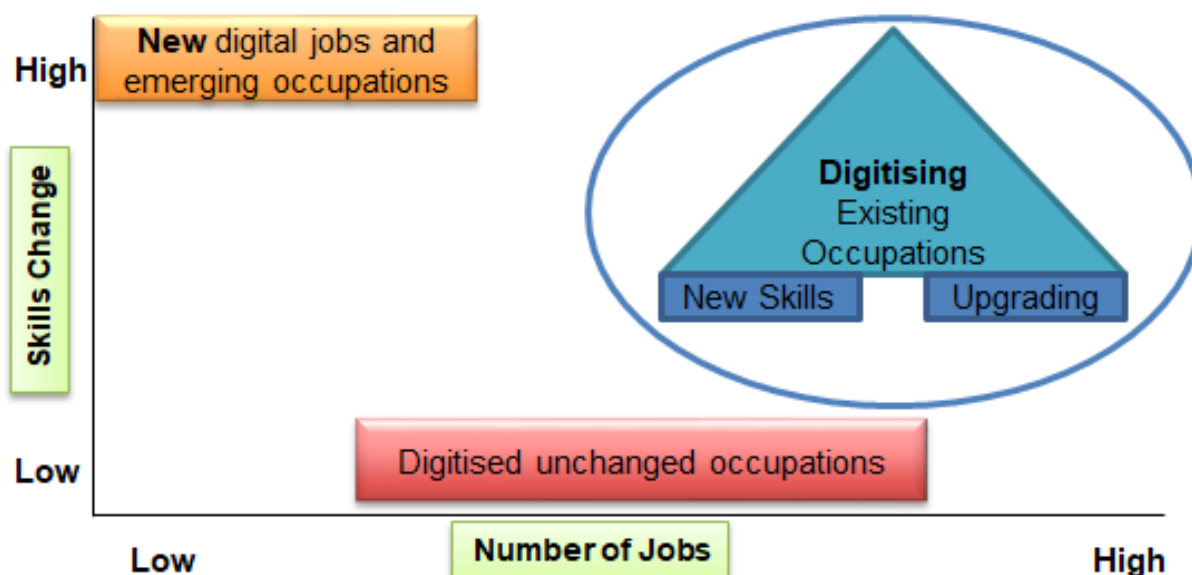 New digital jobs and
emerging occupations
High
Digitising
Existing
Occupations
New Skills
Upgrading
Skills Change
Digitised unchanged occupations
Low
Low
Number of Jobs
High